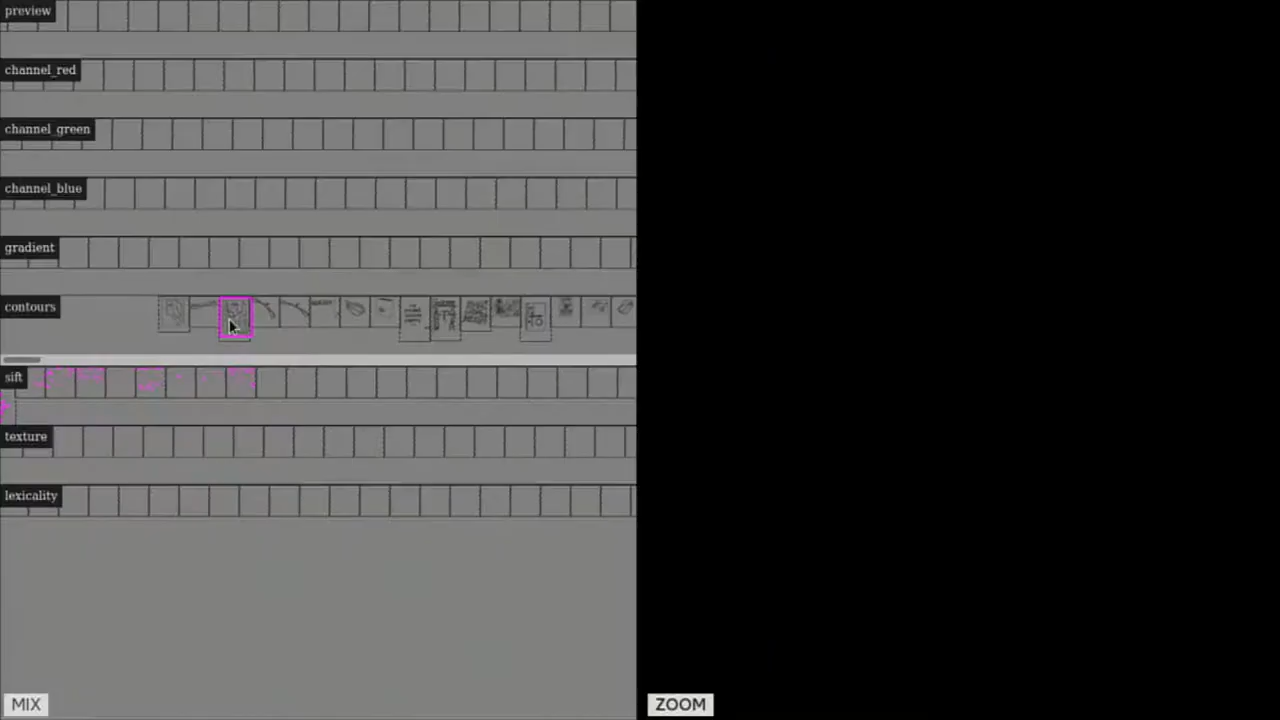 preview
channel_red
channel_green
channel_blue
gradient
contours
sift
texture
lexicality
MIX
ZOOM